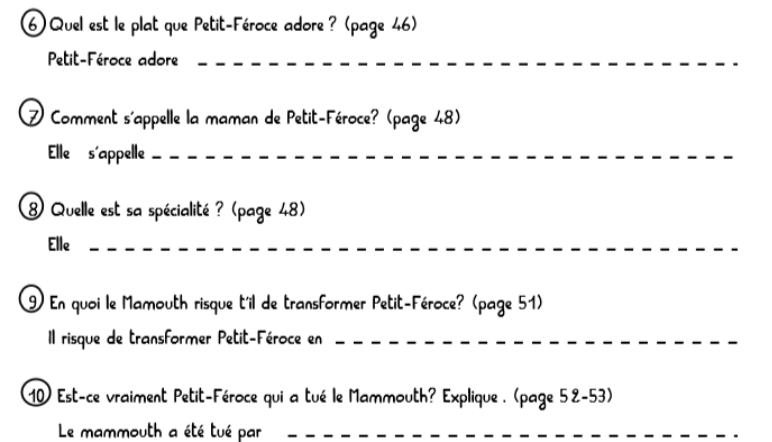 6 Quel est le plat que Petit-Féroce adore ? (page 46)
Petit-Féroce adore _ _ _ _ _ _ _ _ _ _ _ _ _ _ _ _ _ _ _ _ _ _ _ _ _ _ _ _ _ _ .
7 Comment s'appelle la maman de Petit-Féroce? (page 48)
Elle s'appelle _ _ _ _ _ _ _ _ _ _ _ _ _ _ _ _ _ _ _ _ _ _ _ _ _ _ _ _ _ _ _ _
8 Quelle est sa spécialité ? (page 48)
Elle _ _ _ _ _ _ _ _ _ _ _ _ _ _ _ _ _ _ _ _ _ _ _ _ _ _ _ _ _ _ _ _ _ _ _ _ .
9 En quoi le Mamouth risque t'il de transformer Petit-Féroce? (page 51)
Il risque de transformer Petit-Féroce en _ _ _ _ _ _ _ _ _ _ _ _ _ _ _ _ _ _ _ _ _ _
10 Est-ce vraiment Petit-Féroce qui a tué le Mammouth? Explique . (page 52-53)
Le mammouth a été tué par _ _ _ _ _ _ _ _ _ _ _ _ _ _ _ _ _ _ _ _ _ _ _ _ .